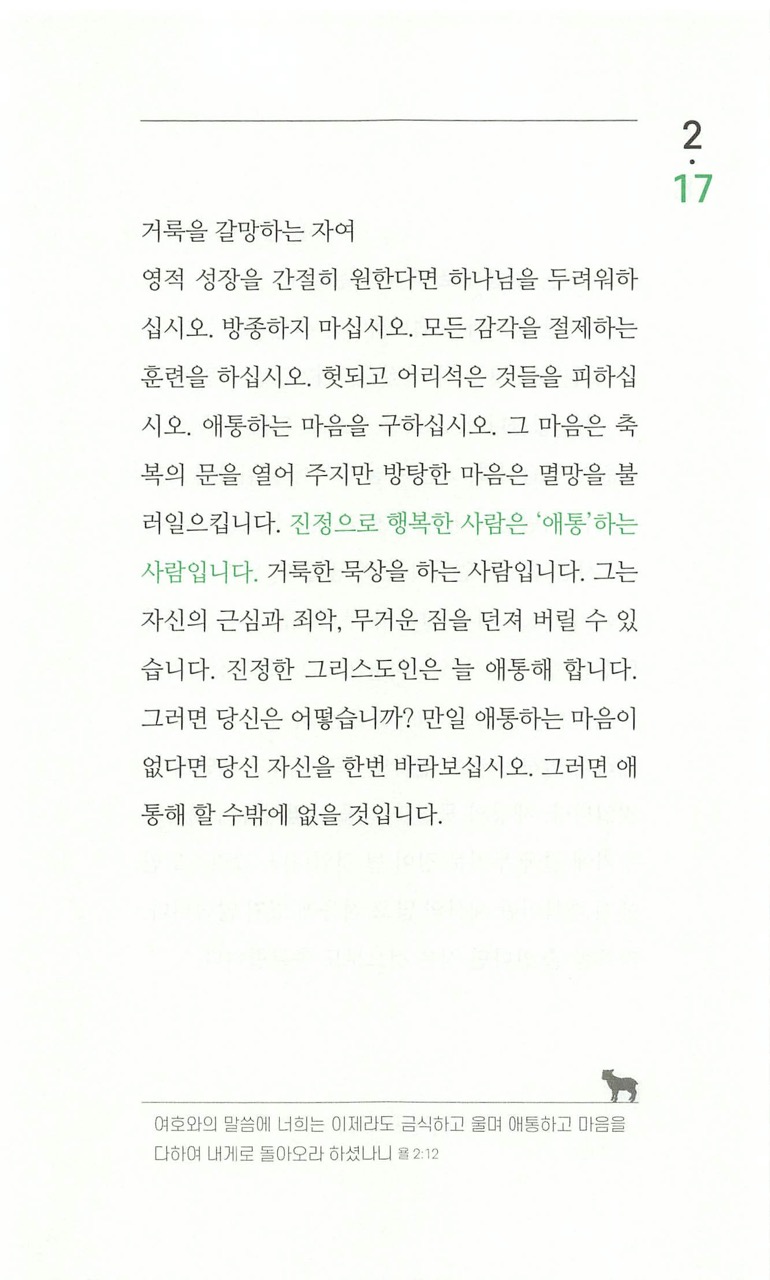 2
·
17
거룩을 갈망하는 자여
영적 성장을 간절히 원한다면 하나님을 두려워하
십시오. 방종하지 마십시오. 모든 감각을 절제하는
훈련을 하십시오. 헛되고 어리석은 것들을 피하십
시오. 애통하는 마음을 구하십시오. 그 마음은 축
복의 문을 열어 주지만 방탕한 마음은 멸망을 불
러일으킵니다. 진정으로 행복한 사람은 ‘애통’하는
사람입니다. 거룩한 묵상을 하는 사람입니다. 그는
자신의 근심과 죄악, 무거운 짐을 던져 버릴 수 있
습니다. 진정한 그리스도인은 늘 애통해 합니다.
그러면 당신은 어떻습니까? 만일 애통하는 마음이
없다면 당신 자신을 한번 바라보십시오. 그러면 애
통해 할 수밖에 없을 것입니다.
여호와의 말씀에 너희는 이제라도 금식하고 울며 애통하고 마음을
다하여 내게로 돌아오라 하셨나니 욜 2:12